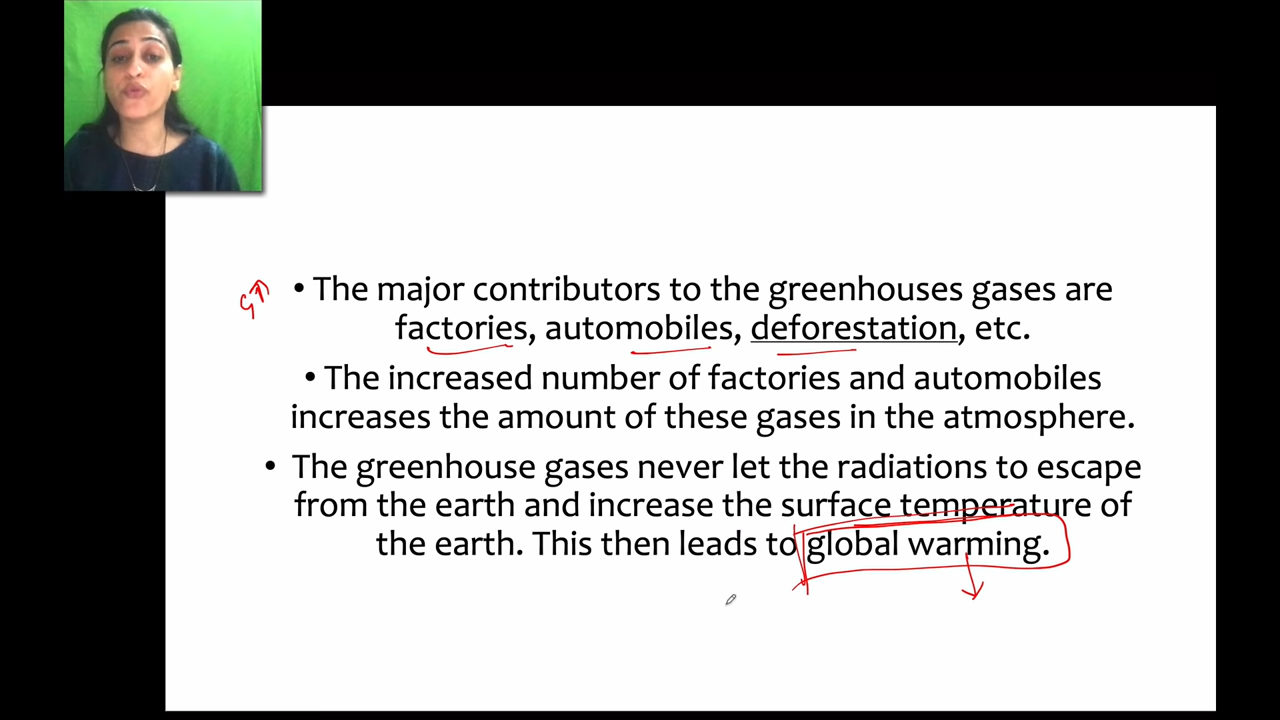 • The major contributors to the greenhouses gases are
factories, automobiles, deforestation, etc.
• The increased number of factories and automobiles
increases the amount of these gases in the atmosphere.
• The greenhouse gases never let the radiations to escape
from the earth and increase the surface temperature of
the earth. This then leads to global warming.